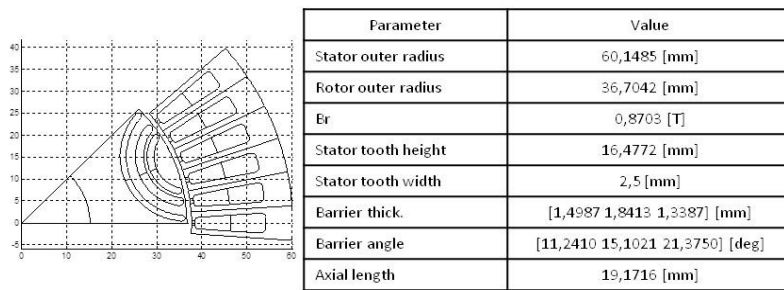 Parameter Value
Stator outer radius 60,1485 [mm]
Rotor outer radius 36,7042 [mm]
Br 0,8703 [T]
Stator tooth height 16,4772 [mm]
Stator tooth width 2,5 [mm]
Barrier thick. [1,4987 1,8413 1,3387] [mm]
Barrier angle [11,2410 15,1021 21,3750] [deg]
Axial length 19,1716 [mm]
40
35
30
25
20
15
10
5
0
-5
0 10 20 30 40 50 60